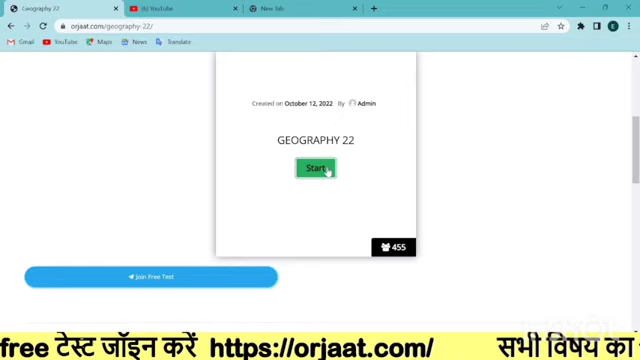 Geography 22
(6) YouTube
New Tab
orjaat.com/geography-22/
E
Gmail
YouTube
Maps
News
Translate
Created on October 12, 2022 By Admin
GEOGRAPHY 22
Start
455
Join Free Test
free टेस्ट जॉइन करें https://orjaat.com/ सभी विषय का